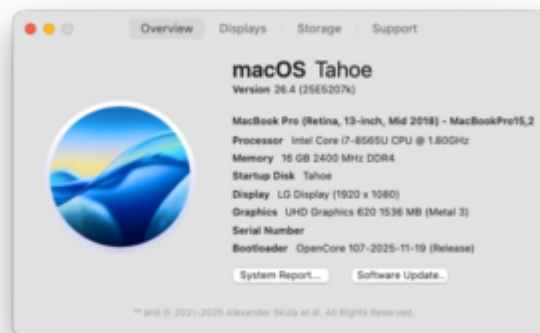 Overview Displays Storage Support
macOS Tahoe
Version 26.4 (25E5207k)
MacBook Pro (Retina, 13-inch, Mid 2018) - MacBookPro15,2
Processor Intel Core i7-8565U CPU @ 1.80GHz
Memory 16 GB 2400 MHz DDR4
Startup Disk Tahoe
Display LG Display (1920 x 1080)
Graphics UHD Graphics 620 1536 MB (Metal 3)
Serial Number
Bootloader OpenCore 107-2025-11-19 (Release)
System Report... Software Update..
™ and © 2021-2025 Alexander Skula et al. All Rights Reserved.